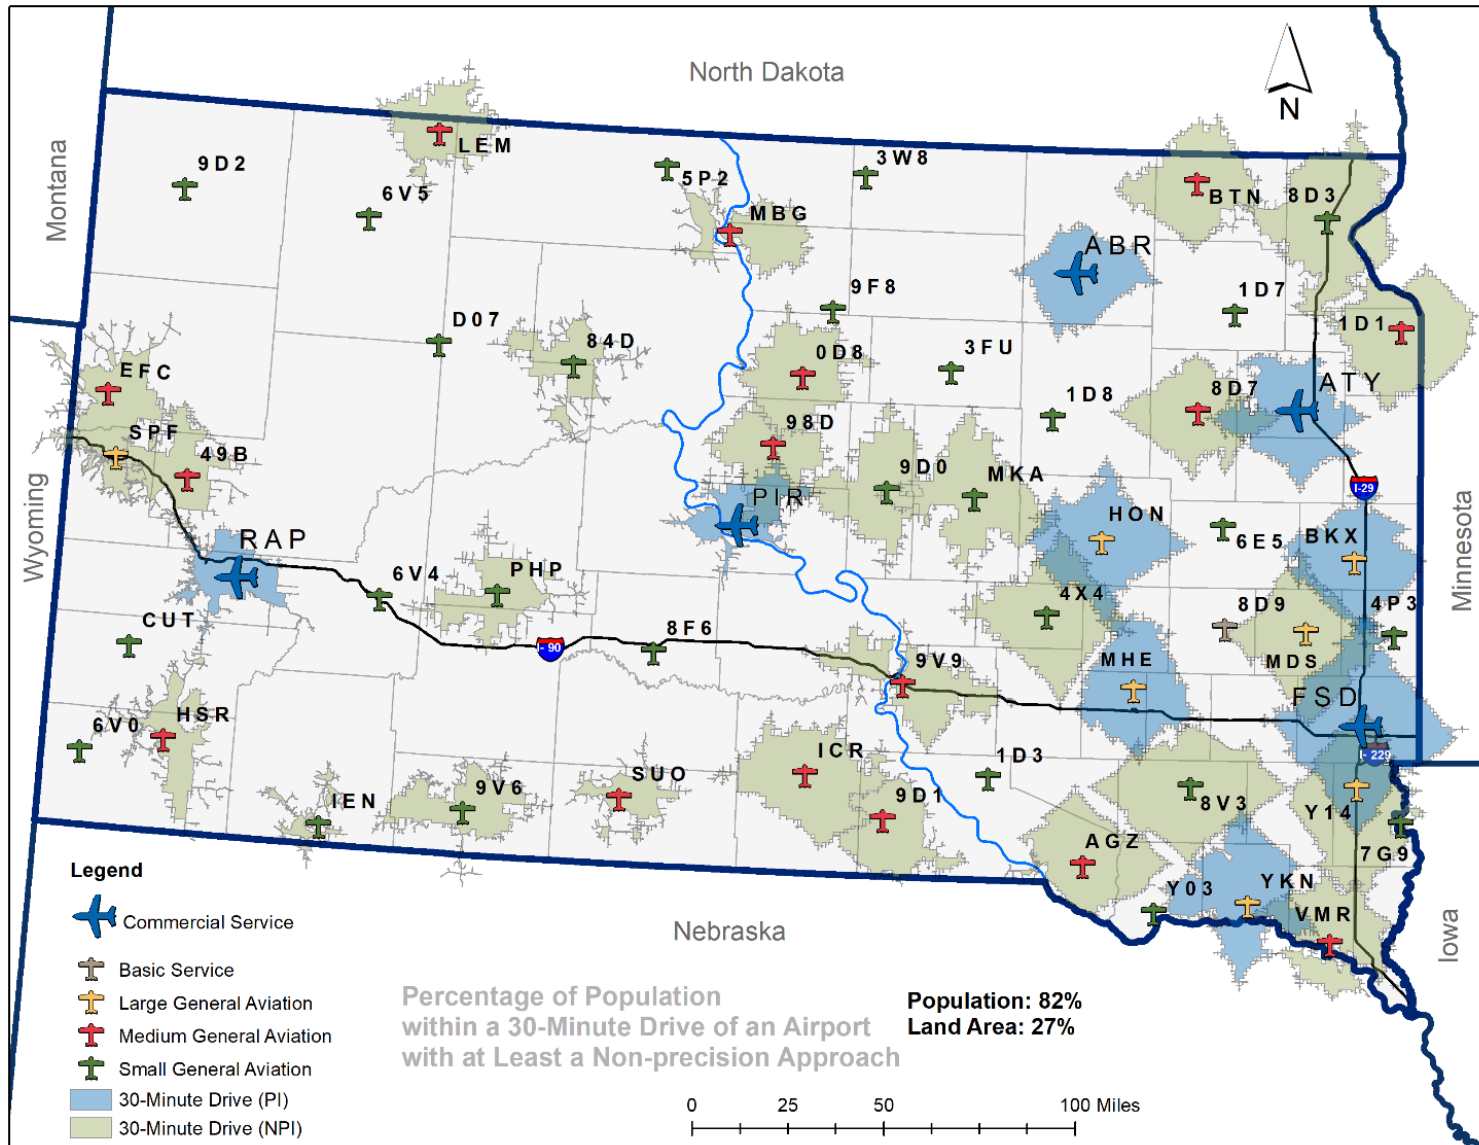 North Dakota
N
Montana
9D2
LEM
6V5
5P2
3W8
MBG
BTN
8D3
ABR
9F8
1D7
1D1
D07
84D
EFC
0D8
3FU
8D7
ATY
1D8
SPF
49B
98D
9D0
MKA
I-29
PIR
Wyoming
RAP
HON
6E5
BKX
Minnesota
6V4
PHP
4X4
8D9
4P3
CUT
8F6
- 90
9V9
MHE
MDS
FSD
6V0
HSR
ICR
1D3
229
IEN
9V6
SUO
9D1
8V3
Y14
AGZ
7G9
Y03
YKN
VMR
Nebraska
Iowa
Legend
Commercial Service
Basic Service
Large General Aviation
Medium General Aviation
Small General Aviation
30-Minute Drive (PI)
30-Minute Drive (NPI)
Percentage of Population
within a 30-Minute Drive of an Airport
with at Least a Non-precision Approach
Population: 82%
Land Area: 27%
0 25 50 100 Miles